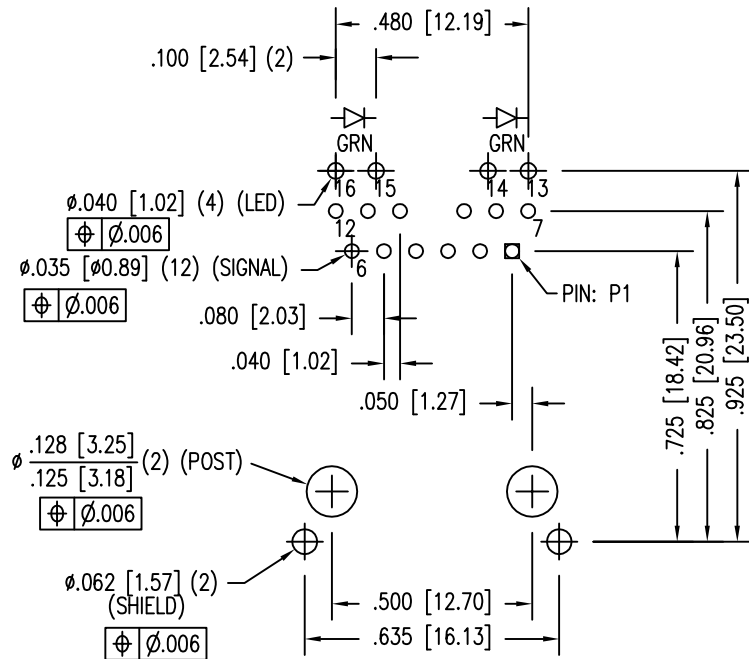 .480 [12.19]
.100 [2.54] (2)
GRN GRN
16 15 14 13
ø.040 [1.02] (4) (LED)
⌖ Ø.006
12 7
ø.035 [ø0.89] (12) (SIGNAL)
6
⌖ Ø.006
PIN: P1
.080 [2.03]
.040 [1.02]
.050 [1.27]
.725 [18.42]
.825 [20.96]
.925 [23.50]
ø .128 [3.25]
.125 [3.18] (2) (POST)
⌖ Ø.006
ø.062 [1.57] (2)
(SHIELD)
⌖ Ø.006
.500 [12.70]
.635 [16.13]